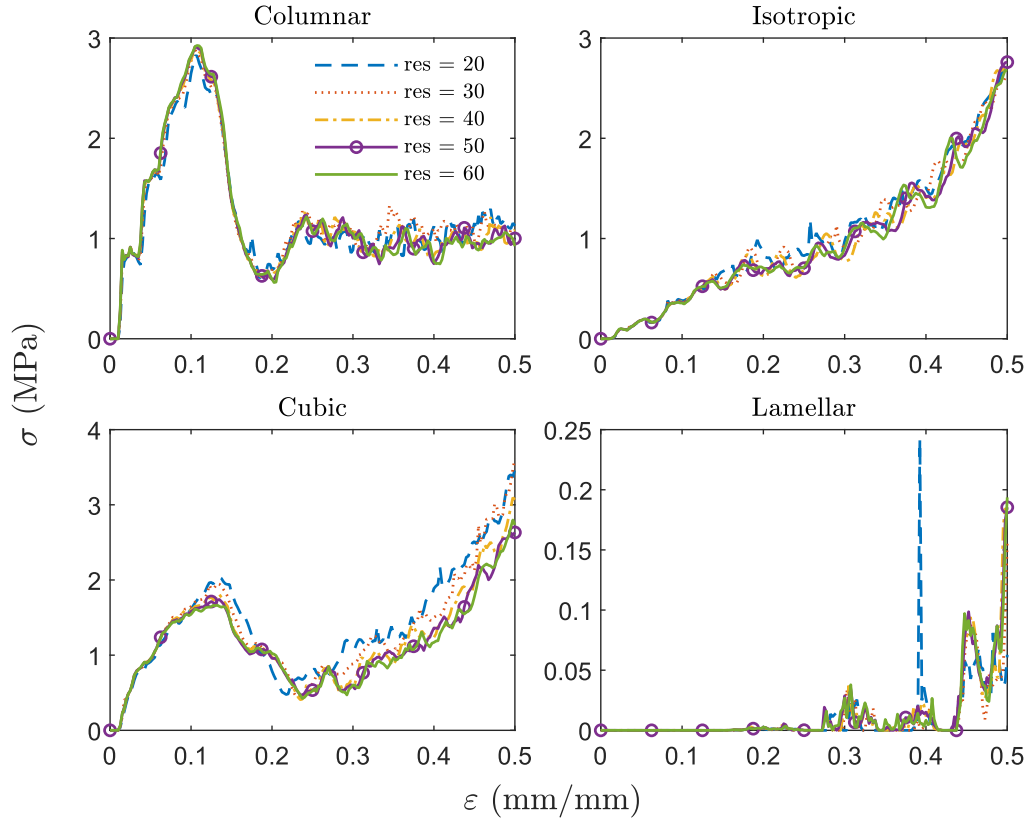 Columnar
Isotropic
3
2
1
0
res = 20
res = 30
res = 40
res = 50
res = 60
0 0.1 0.2 0.3 0.4 0.5
3
2
1
0
0 0.1 0.2 0.3 0.4 0.5
σ (MPa)
Cubic
Lamellar
4
3
2
1
0
0 0.1 0.2 0.3 0.4 0.5
0.25
0.2
0.15
0.1
0.05
0
0 0.1 0.2 0.3 0.4 0.5
ε (mm/mm)